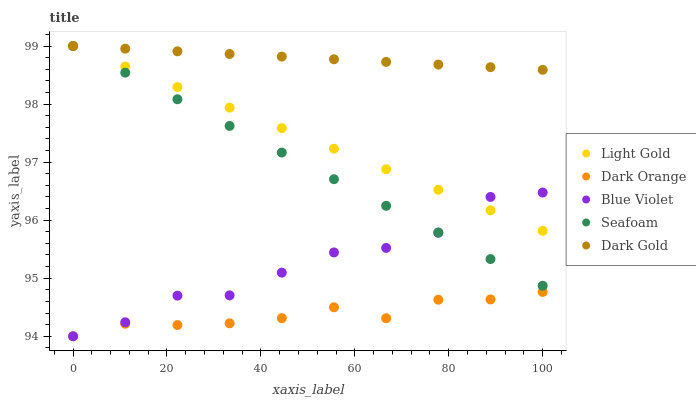 title
99
98
97
96
95
94
yaxis_label
0
20
40
60
80
100
xaxis_label
Light Gold
Dark Orange
Blue Violet
Seafoam
Dark Gold